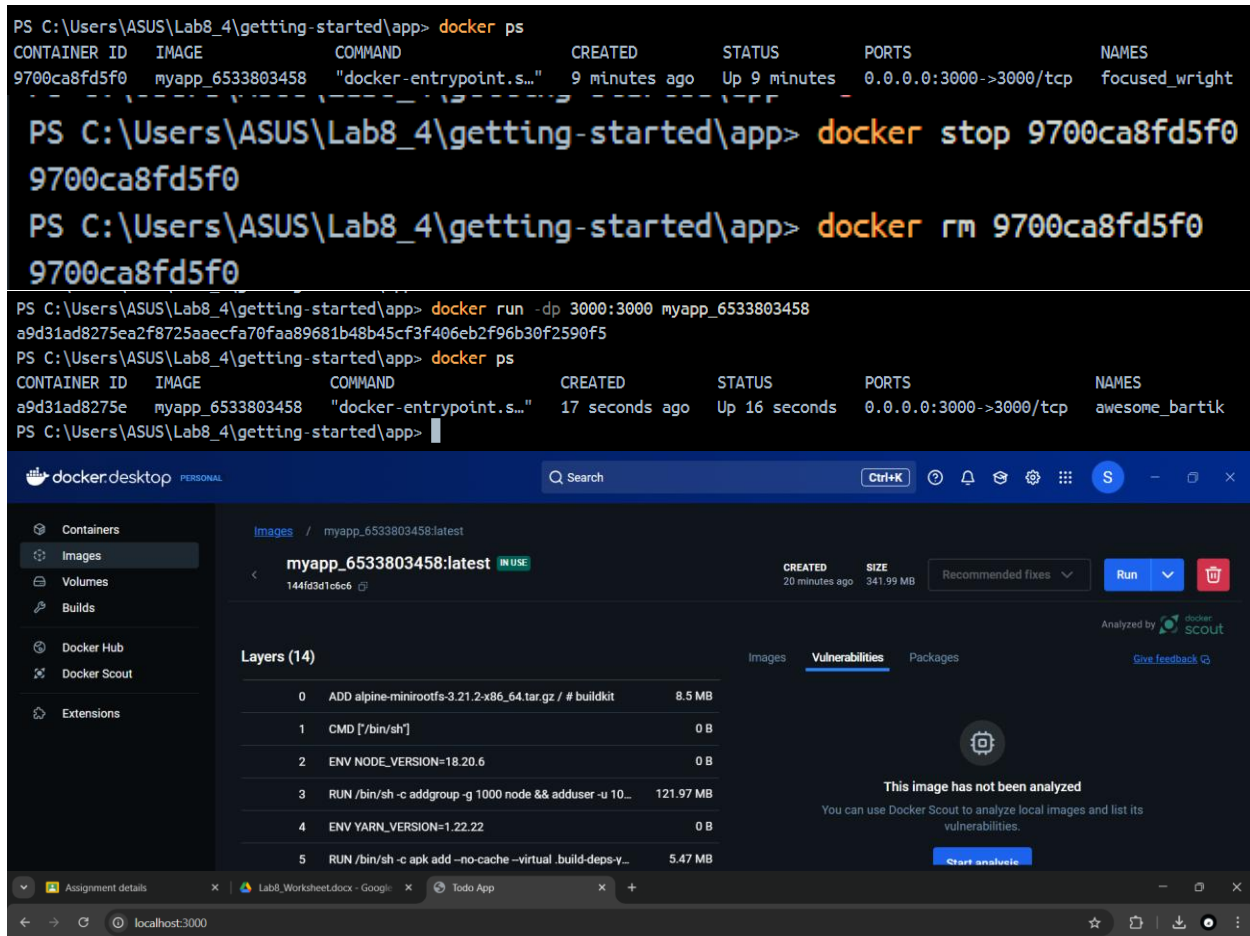 PS C:\Users\ASUS\Lab8_4\getting-started\app> docker ps
CONTAINER ID IMAGE COMMAND CREATED STATUS PORTS NAMES
9700ca8fd5f0 myapp_6533803458 "docker-entrypoint.s…" 9 minutes ago Up 9 minutes 0.0.0.0:3000->3000/tcp focused_wright
PS C:\Users\ASUS\Lab8_4\getting-started\app> docker stop 9700ca8fd5f0
9700ca8fd5f0
PS C:\Users\ASUS\Lab8_4\getting-started\app> docker rm 9700ca8fd5f0
9700ca8fd5f0
PS C:\Users\ASUS\Lab8_4\getting-started\app> docker run -dp 3000:3000 myapp_6533803458
a9d31ad8275ea2f8725aaecfa70faa89681b48b45cf3f406eb2f96b30f2590f5
PS C:\Users\ASUS\Lab8_4\getting-started\app> docker ps
CONTAINER ID IMAGE COMMAND CREATED STATUS PORTS NAMES
a9d31ad8275e myapp_6533803458 "docker-entrypoint.s…" 17 seconds ago Up 16 seconds 0.0.0.0:3000->3000/tcp awesome_bartik
PS C:\Users\ASUS\Lab8_4\getting-started\app>
docker.desktop PERSONAL Search Ctrl+K S
Containers
Images
Volumes
Builds
Docker Hub
Docker Scout
Extensions
Images / myapp_6533803458:latest
myapp_6533803458:latest IN USE
144fd3d1c6c6
CREATED SIZE
20 minutes ago 341.99 MB
Recommended fixes Run
Analyzed by docker scout
Layers (14)
Images Vulnerabilities Packages Give feedback
0 ADD alpine-minirootfs-3.21.2-x86_64.tar.gz / # buildkit 8.5 MB
1 CMD ["/bin/sh"] 0 B
2 ENV NODE_VERSION=18.20.6 0 B
3 RUN /bin/sh -c addgroup -g 1000 node && adduser -u 10... 121.97 MB
4 ENV YARN_VERSION=1.22.22 0 B
5 RUN /bin/sh -c apk add --no-cache --virtual .build-deps-y... 5.47 MB
This image has not been analyzed
You can use Docker Scout to analyze local images and list its
vulnerabilities.
Start analysis
Assignment details Lab8_Worksheet.docx - Google Todo App
localhost:3000